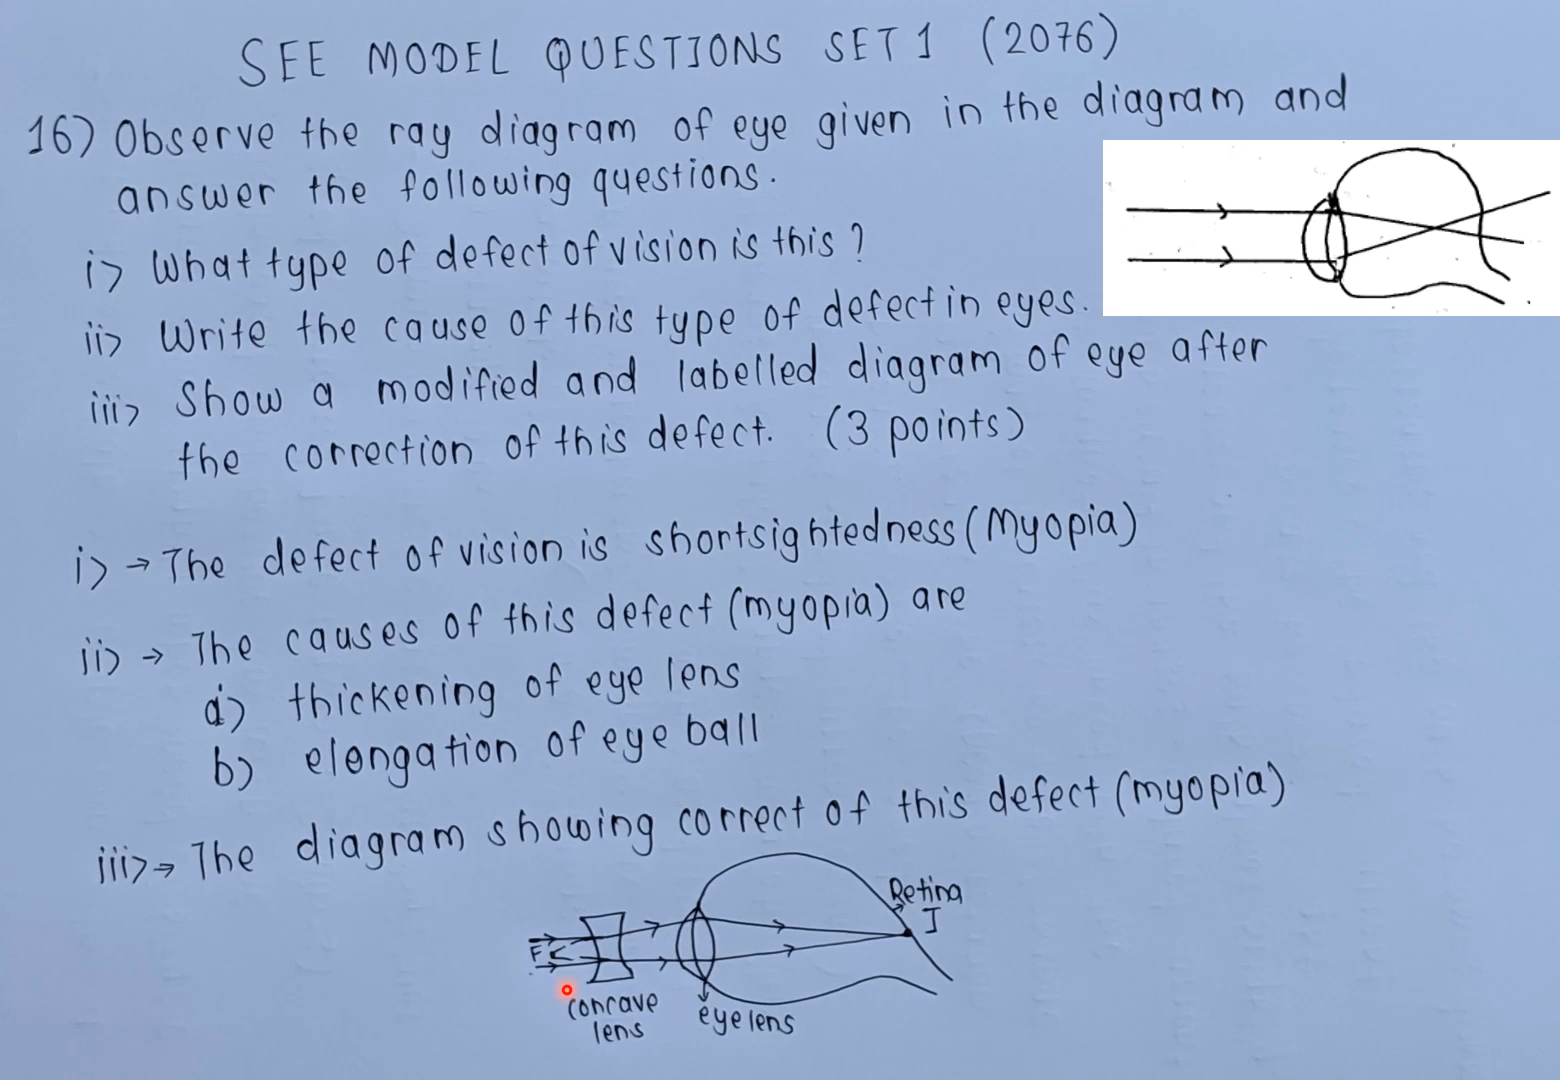 SEE MODEL QUESTIONS SET 1 (2076)
16) Observe the ray diagram of eye given in the diagram and
answer the following questions.
i> What type of defect of vision is this?
ii> Write the cause of this type of defect in eyes.
iii> Show a modified and labelled diagram of eye after
the correction of this defect. (3 points)
i> → The defect of vision is shortsightedness (Myopia)
ii> → The causes of this defect (myopia) are
a) thickening of eye lens
b) elongation of eye ball
iii> → The diagram showing correct of this defect (myopia)
Retina
I
F
concave
lens
eye lens